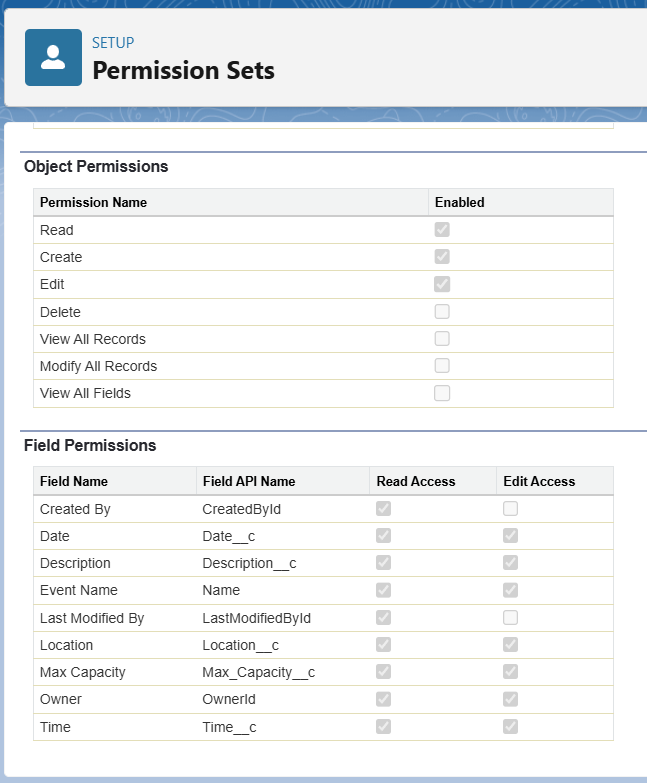 SETUP
Permission Sets
Object Permissions
Permission Name Enabled
Read
Create
Edit
Delete
View All Records
Modify All Records
View All Fields
Field Permissions
Field Name Field API Name Read Access Edit Access
Created By CreatedById
Date Date__c
Description Description__c
Event Name Name
Last Modified By LastModifiedById
Location Location__c
Max Capacity Max_Capacity__c
Owner OwnerId
Time Time__c